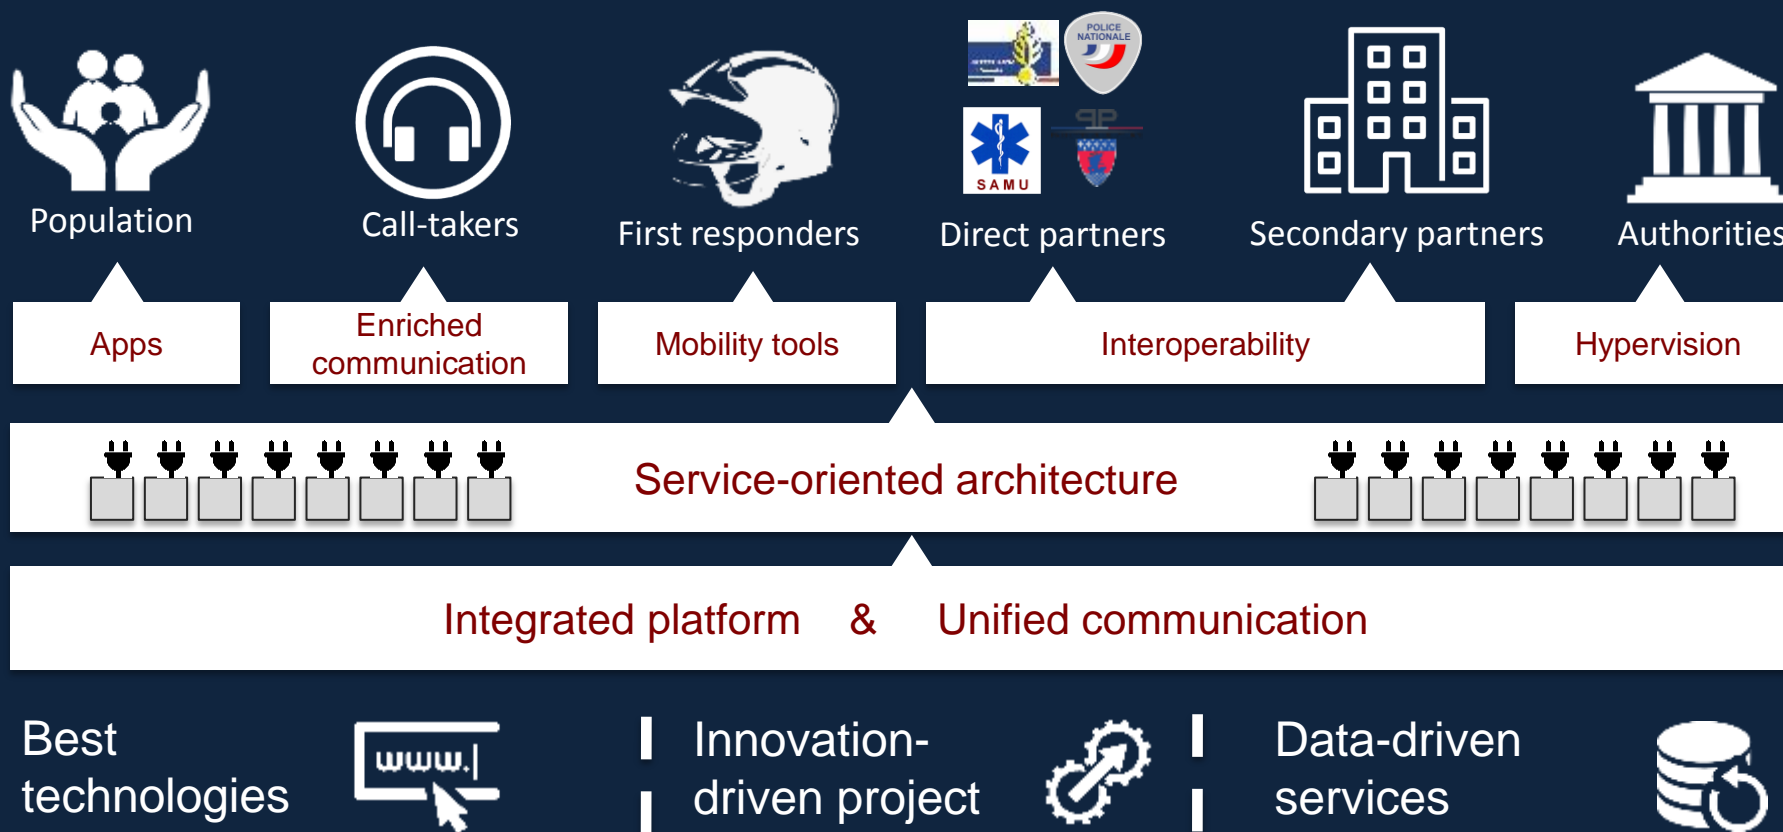 POLICE
NATIONALE
SAMU
Population
Call-takers
First responders
Direct partners
Secondary partners
Authorities
Apps
Enriched
communication
Mobility tools
Interoperability
Hypervision
Service-oriented architecture
Integrated platform & Unified communication
Best
technologies
www.
Innovation-
driven project
Data-driven
services